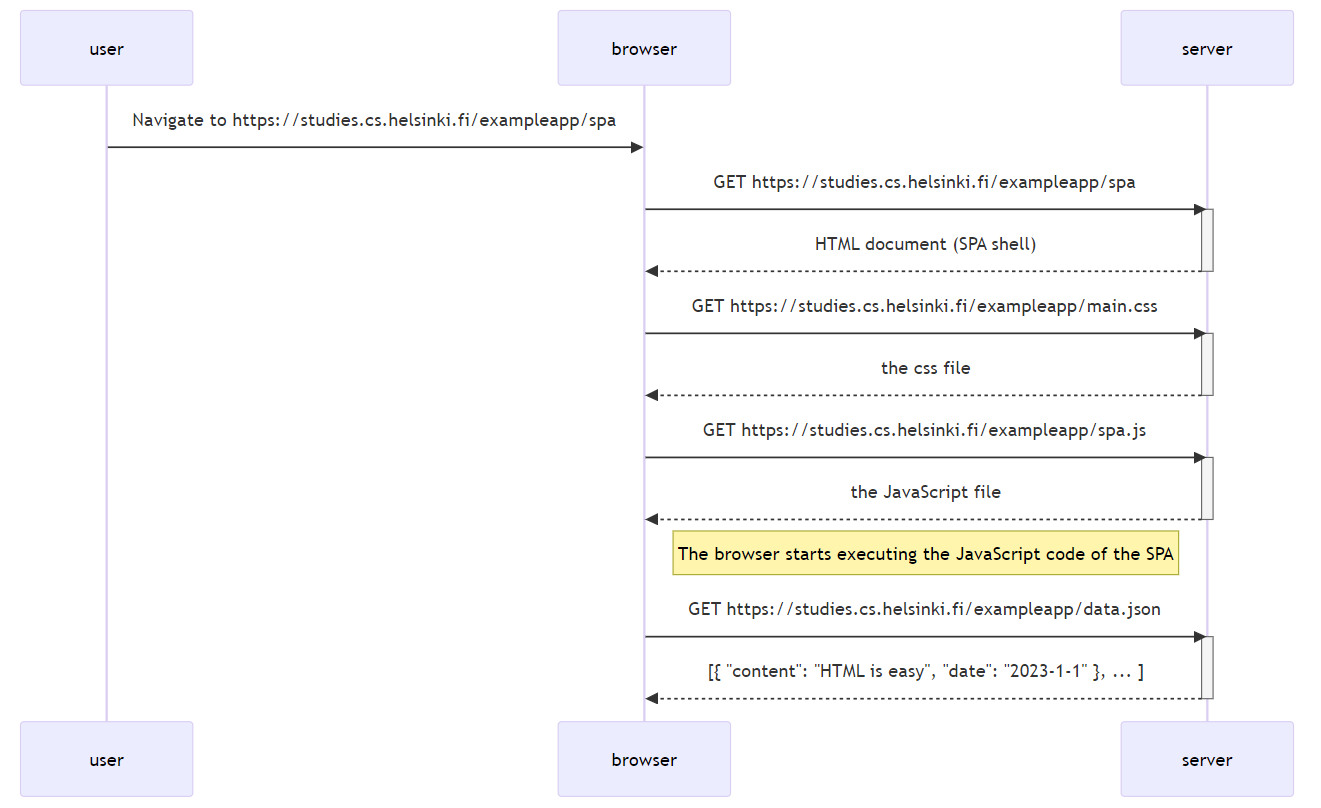 user
browser
server
Navigate to https://studies.cs.helsinki.fi/exampleapp/spa
GET https://studies.cs.helsinki.fi/exampleapp/spa
HTML document (SPA shell)
GET https://studies.cs.helsinki.fi/exampleapp/main.css
the css file
GET https://studies.cs.helsinki.fi/exampleapp/spa.js
the JavaScript file
The browser starts executing the JavaScript code of the SPA
GET https://studies.cs.helsinki.fi/exampleapp/data.json
[{ "content": "HTML is easy", "date": "2023-1-1" }, ... ]
user
browser
server